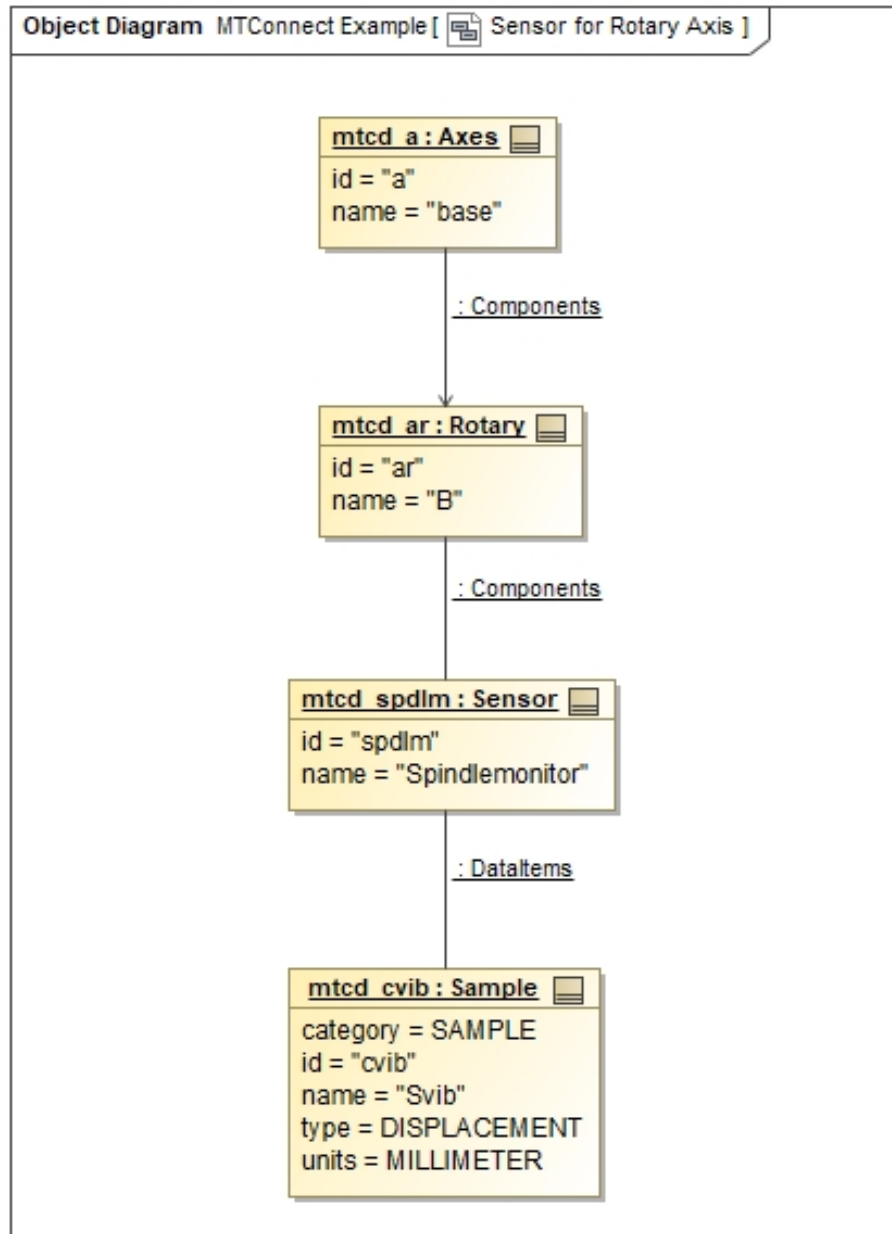 Object Diagram MTConnect Example [ Sensor for Rotary Axis ]
mtcd_a : Axes
id = "a"
name = "base"
: Components
mtcd_ar : Rotary
id = "ar"
name = "B"
: Components
mtcd_spdlm : Sensor
id = "spdlm"
name = "Spindlemonitor"
: DataItems
mtcd_cvib : Sample
category = SAMPLE
id = "cvib"
name = "Svib"
type = DISPLACEMENT
units = MILLIMETER